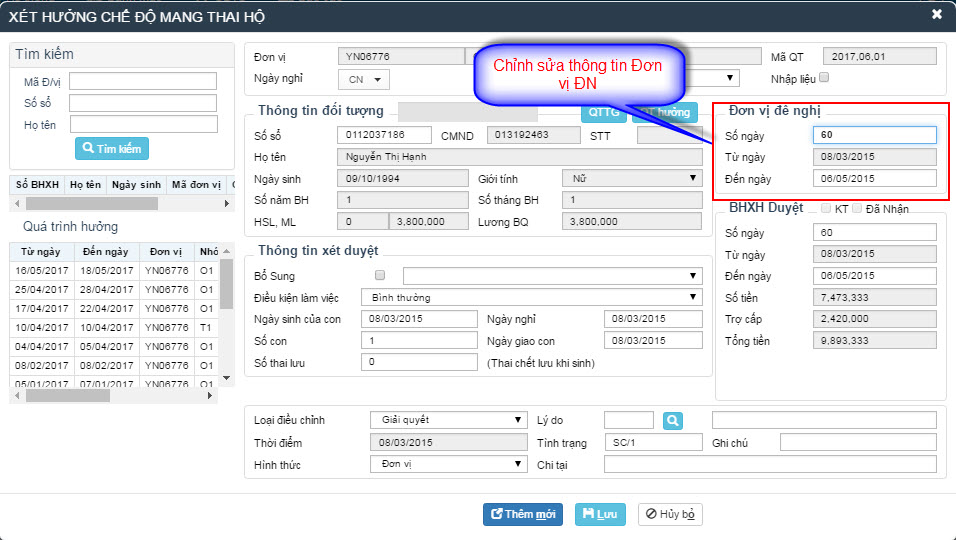 XÉT HƯỞNG CHẾ ĐỘ MANG THAI HỘ
Tìm kiếm
Mã Đ/vị
Số sổ
Họ tên
Tìm kiếm
Số BHXH Họ tên Ngày sinh Mã đơn vị
Quá trình hưởng
Từ ngày Đến ngày Đơn vị Nhó
16/05/2017 18/05/2017 YN06776 O1
25/04/2017 28/04/2017 YN06776 O1
17/04/2017 22/04/2017 YN06776 O1
10/04/2017 10/04/2017 YN06776 T1
04/04/2017 05/04/2017 YN06776 O1
08/02/2017 08/02/2017 YN06776 O1
05/01/2017 07/01/2017 YN06776 O1
Đơn vị YN06776 Mã QT 2017,06,01
Ngày nghỉ CN Nhập liệu
Chỉnh sửa thông tin Đơn
vị ĐN
Thông tin đối tượng QTTG hưởng
Số sổ 0112037186 CMND 013192463 STT
Họ tên Nguyễn Thị Hạnh
Ngày sinh 09/10/1994 Giới tính Nữ
Số năm BH 1 Số tháng BH 1
HSL, ML 0 3,800,000 Lương BQ 3,800,000
Thông tin xét duyệt
Bổ Sung
Điều kiện làm việc Bình thường
Ngày sinh của con 08/03/2015 Ngày nghỉ 08/03/2015
Số con 1 Ngày giao con 08/03/2015
Số thai lưu 0 (Thai chết lưu khi sinh)
Đơn vị đề nghị
Số ngày 60
Từ ngày 08/03/2015
Đến ngày 06/05/2015
BHXH Duyệt KT Đã Nhận
Số ngày 60
Từ ngày 08/03/2015
Đến ngày 06/05/2015
Số tiền 7,473,333
Trợ cấp 2,420,000
Tổng tiền 9,893,333
Loại điều chỉnh Giải quyết Lý do
Thời điểm 08/03/2015 Tính trạng SC/1 Ghi chú
Hình thức Đơn vị Chi tại
Thêm mới Lưu Hủy bỏ